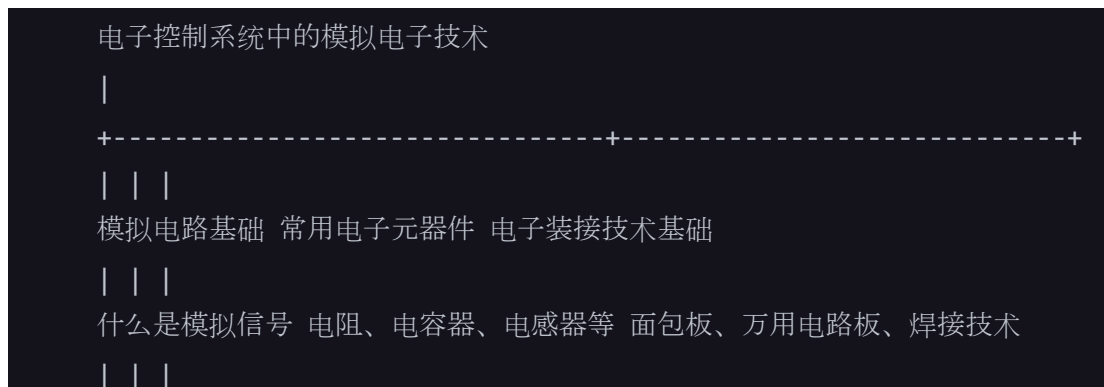 电子控制系统中的模拟电子技术
|
+---------------------------------+-----------------------------+
| | |
模拟电路基础 常用电子元器件 电子装接技术基础
| | |
什么是模拟信号 电阻、电容器、电感器等 面包板、万用电路板、焊接技术
| | |